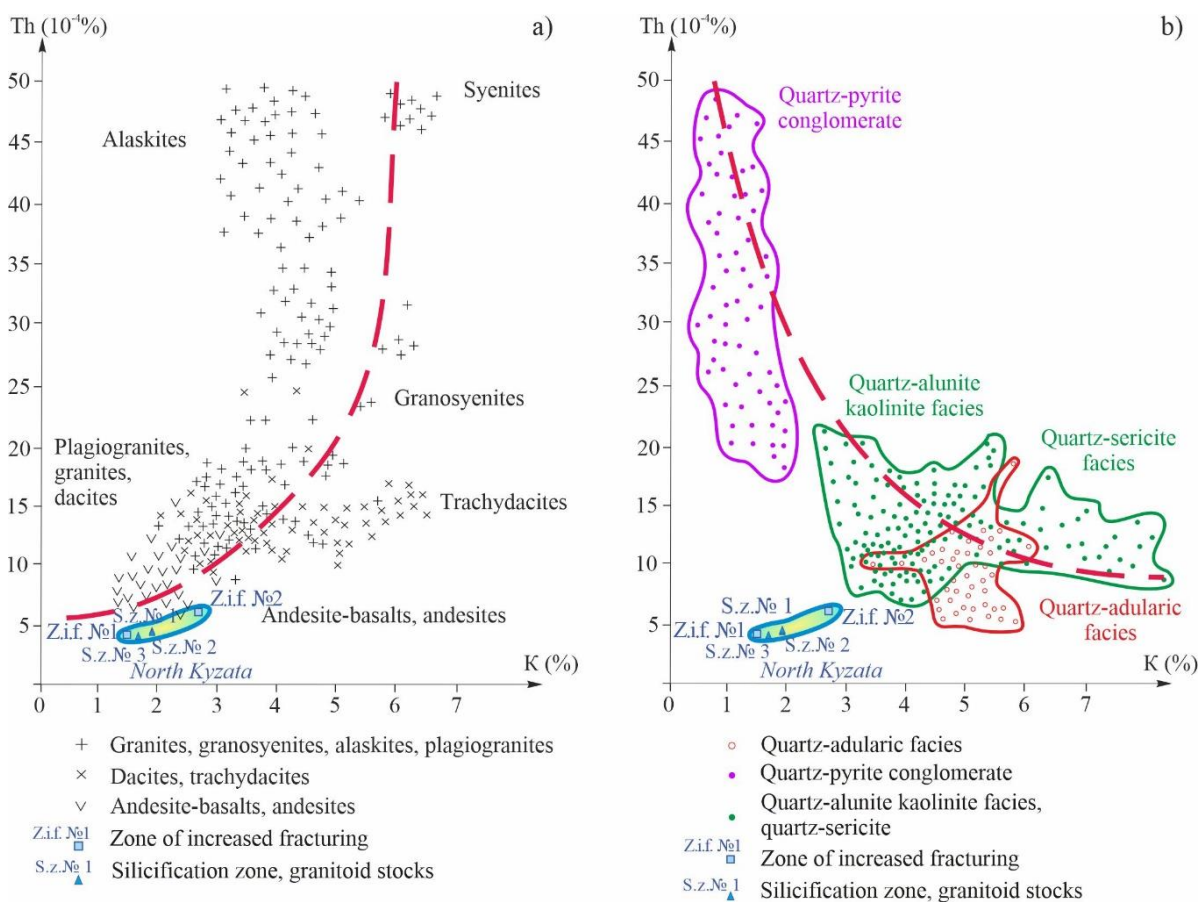 Th (10⁻⁴%)
a)
50
45
40
35
30
25
20
15
10
5
0
1
2
3
4
5
6
7
K (%)
Syenites
Alaskites
Granosyenites
Plagiogranites,
granites,
dacites
Trachydacites
Andesite-basalts, andesites
S.z.№ 1
Z.i.f. №2
Z.i.f. №1
S.z.№ 3
S.z.№ 2
North Kyzata
Granites, granosyenites, alaskites, plagiogranites
Dacites, trachydacites
Andesite-basalts, andesites
Z.i.f. №1
Zone of increased fracturing
S.z.№ 1
Silicification zone, granitoid stocks
Th (10⁻⁴%)
b)
50
45
40
35
30
25
20
15
10
5
0
1
2
3
4
5
6
7
K (%)
Quartz-pyrite
conglomerate
Quartz-alunite
kaolinite facies
Quartz-sericite
facies
Quartz-adularic
facies
S.z.№ 1
Z.i.f. №2
Z.i.f. №1
S.z.№ 3
S.z.№ 2
North Kyzata
Quartz-adularic facies
Quartz-pyrite conglomerate
Quartz-alunite kaolinite facies,
quartz-sericite
Z.i.f. №1
Zone of increased fracturing
S.z.№ 1
Silicification zone, granitoid stocks